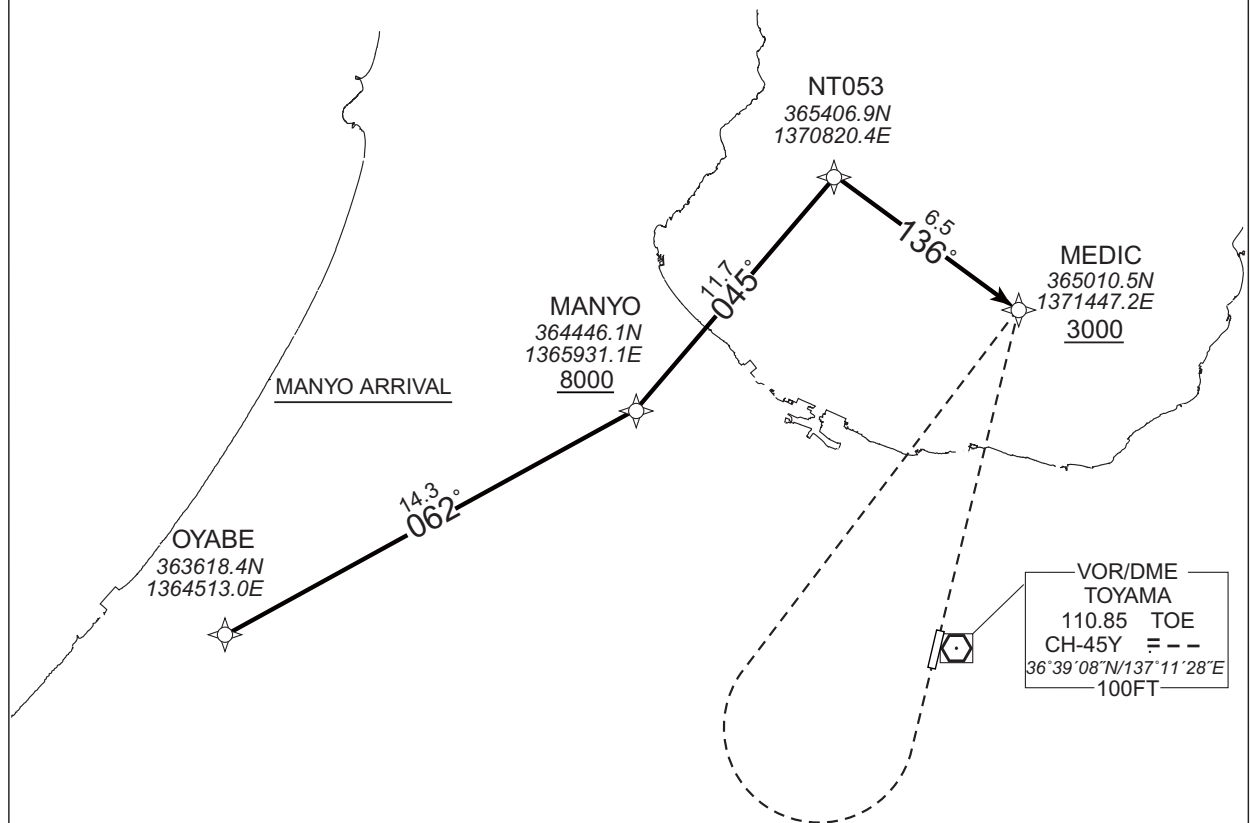 NT053
365406.9N
1370820.4E
6.5
136°
MEDIC
365010.5N
1371447.2E
3000
11.7
045°
MANYO
364446.1N
1365931.1E
8000
MANYO ARRIVAL
14.3
062°
OYABE
363618.4N
1364513.0E
VOR/DME
TOYAMA
110.85 TOE
CH-45Y
36°39′08″N/137°11′28″E
100FT